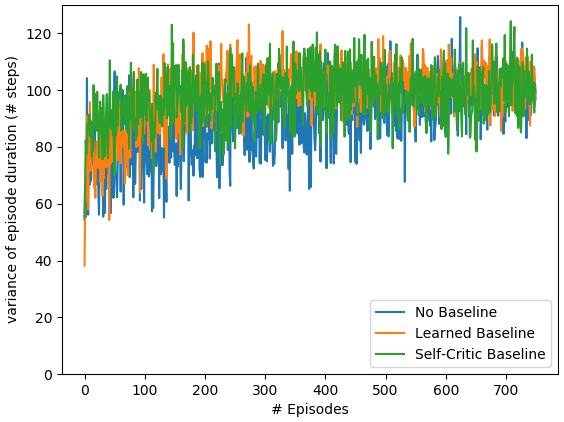 variance of episode duration (# steps)
120
100
80
60
40
20
0
0 100 200 300 400 500 600 700
# Episodes
No Baseline
Learned Baseline
Self-Critic Baseline